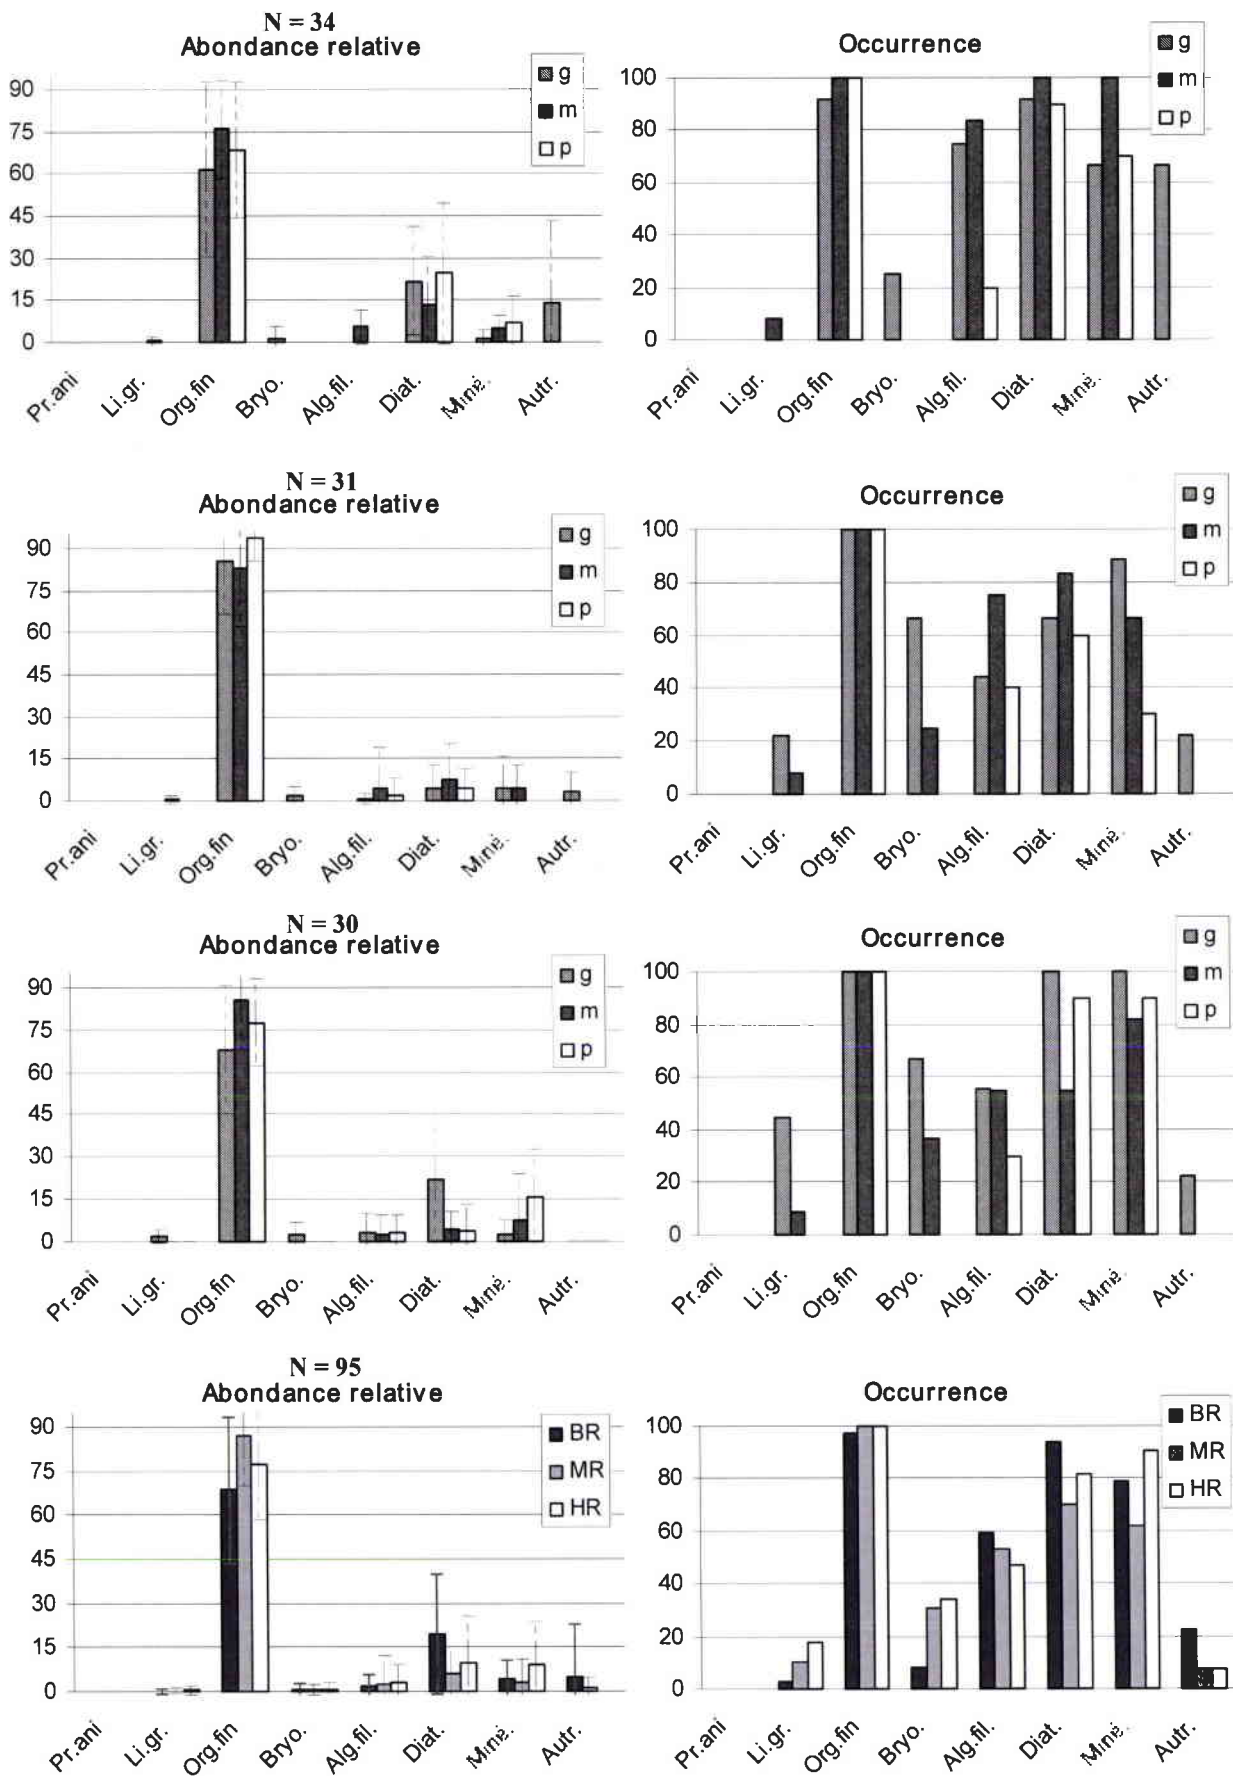 N = 34
Abondance relative
g
m
p
90
75
60
45
30
15
0
Pr.ani
Li.gr.
Org.fin
Bryo.
Alg.fil.
Diat.
Miné.
Autr.
Occurrence
g
m
p
100
80
60
40
20
0
Pr.ani
Li.gr.
Org.fin
Bryo.
Alg.fil.
Diat.
Miné.
Autr.
N = 31
Abondance relative
g
m
p
90
75
60
45
30
15
0
Pr.ani
Li.gr.
Org.fin
Bryo.
Alg.fil.
Diat.
Miné.
Autr.
Occurrence
g
m
p
100
80
60
40
20
0
Pr.ani
Li.gr.
Org.fin
Bryo.
Alg.fil.
Diat.
Miné.
Autr.
N = 30
Abondance relative
g
m
p
90
75
60
45
30
15
0
Pr.ani
Li.gr.
Org.fin
Bryo.
Alg.fil.
Diat.
Miné.
Autr.
Occurrence
g
m
p
100
80
60
40
20
0
Pr.ani
Li.gr.
Org.fin
Bryo.
Alg.fil.
Diat.
Miné.
Autr.
N = 95
Abondance relative
BR
MR
HR
90
75
60
45
30
15
0
Pr.ani
Li.gr.
Org.fin
Bryo.
Alg.fil.
Diat.
Miné.
Autr.
Occurrence
BR
MR
HR
100
80
60
40
20
0
Pr.ani
Li.gr.
Org.fin
Bryo.
Alg.fil.
Diat.
Miné.
Autr.